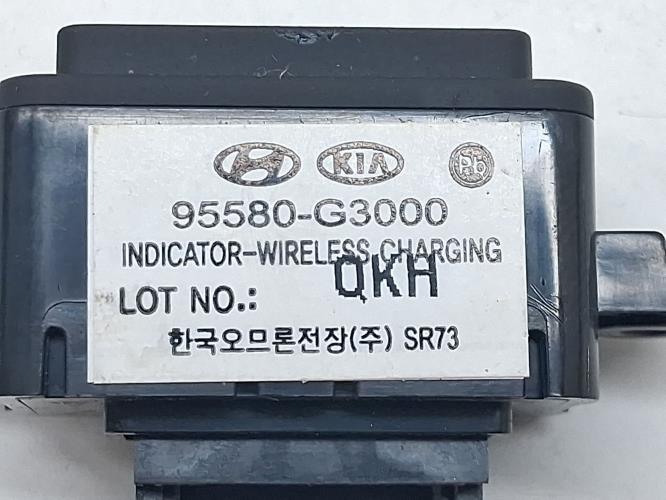 KIA
95580-G3000
INDICATOR-WIRELESS CHARGING
LOT NO.: QKH
한국오므론전장(주) SR73